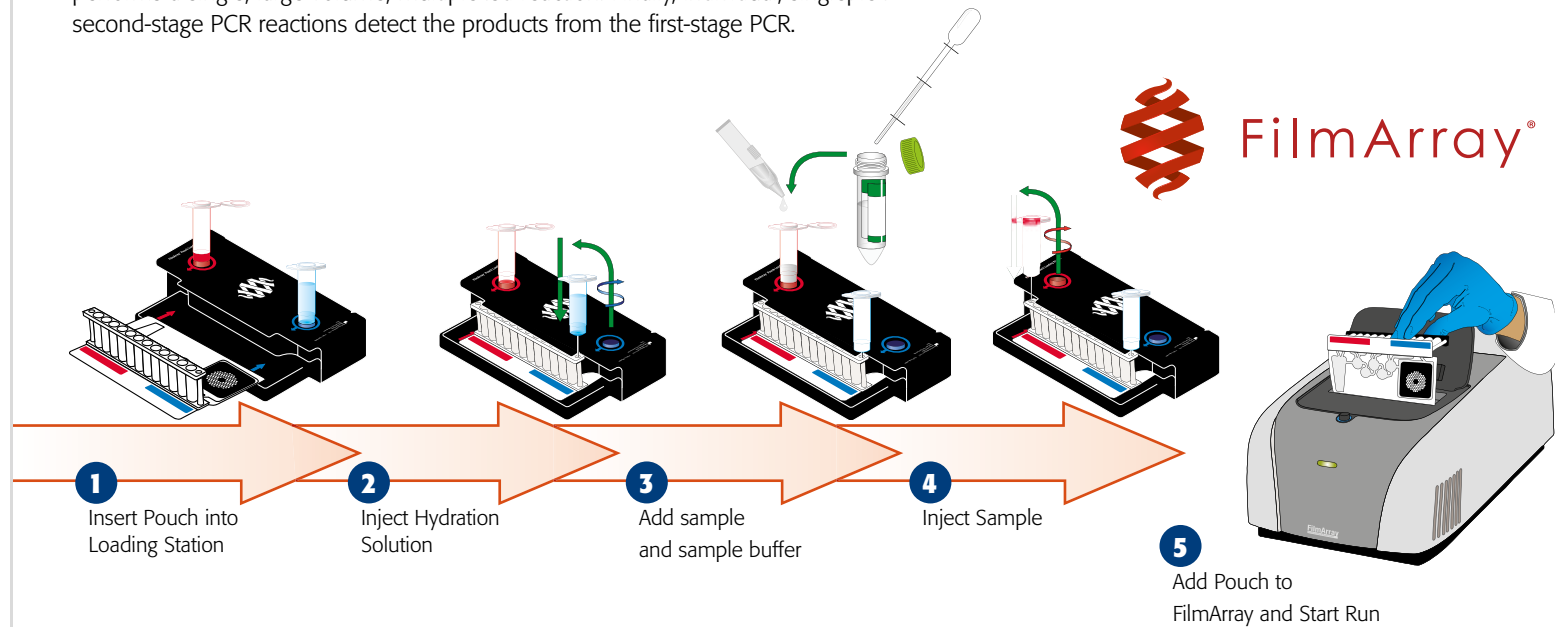 second-stage PCR reactions detect the products from the first-stage PCR.
FilmArray®
1
Insert Pouch into
Loading Station
2
Inject Hydration
Solution
3
Add sample
and sample buffer
4
Inject Sample
FilmArray
5
Add Pouch to
FilmArray and Start Run